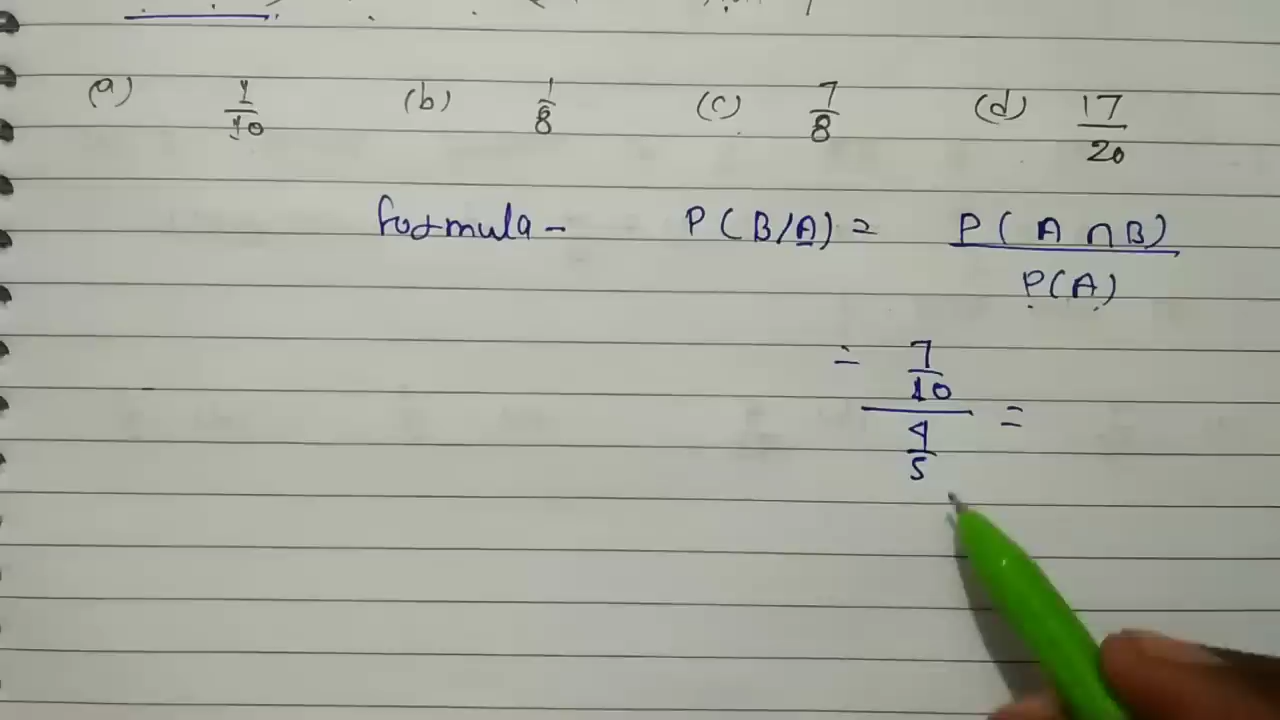 (a) 1/10 (b) 1/8 (c) 7/8 (d) 17/20
formula - P(B/A) = P(A∩B)/P(A)
= 7/10 / 4/5 =